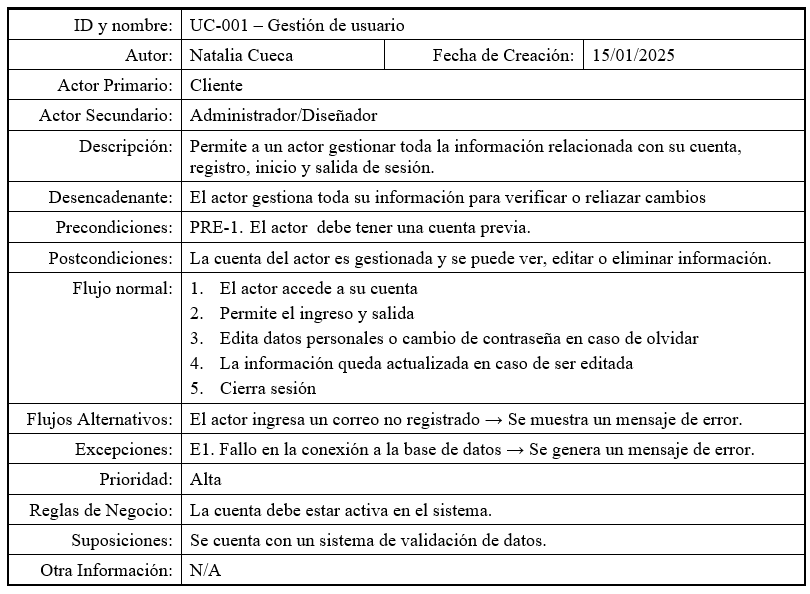 ID y nombre: UC-001 – Gestión de usuario
Autor: Natalia Cueca Fecha de Creación: 15/01/2025
Actor Primario: Cliente
Actor Secundario: Administrador/Diseñador
Descripción: Permite a un actor gestionar toda la información relacionada con su cuenta,
registro, inicio y salida de sesión.
Desencadenante: El actor gestiona toda su información para verificar o reliazar cambios
Precondiciones: PRE-1. El actor debe tener una cuenta previa.
Postcondiciones: La cuenta del actor es gestionada y se puede ver, editar o eliminar información.
Flujo normal: 1. El actor accede a su cuenta
2. Permite el ingreso y salida
3. Edita datos personales o cambio de contraseña en caso de olvidar
4. La información queda actualizada en caso de ser editada
5. Cierra sesión
Flujos Alternativos: El actor ingresa un correo no registrado → Se muestra un mensaje de error.
Excepciones: E1. Fallo en la conexión a la base de datos → Se genera un mensaje de error.
Prioridad: Alta
Reglas de Negocio: La cuenta debe estar activa en el sistema.
Suposiciones: Se cuenta con un sistema de validación de datos.
Otra Información: N/A